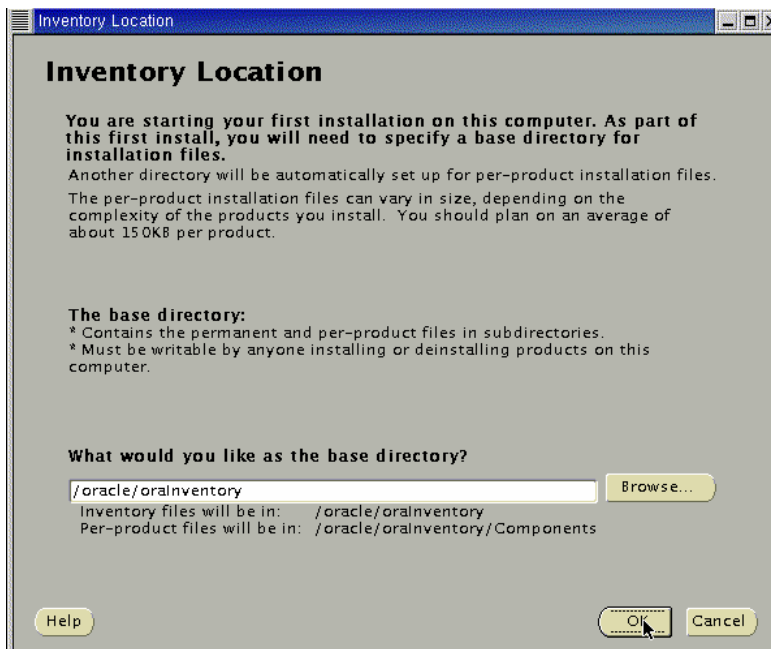 Inventory Location
Inventory Location
You are starting your first installation on this computer. As part of
this first install, you will need to specify a base directory for
installation files.
Another directory will be automatically set up for per-product installation files.
The per-product installation files can vary in size, depending on the
complexity of the products you install. You should plan on an average of
about 150KB per product.
The base directory:
* Contains the permanent and per-product files in subdirectories.
* Must be writable by anyone installing or deinstalling products on this
computer.
What would you like as the base directory?
/oracle/oraInventory
Browse...
Inventory files will be in: /oracle/oraInventory
Per-product files will be in: /oracle/oraInventory/Components
Help
OK
Cancel